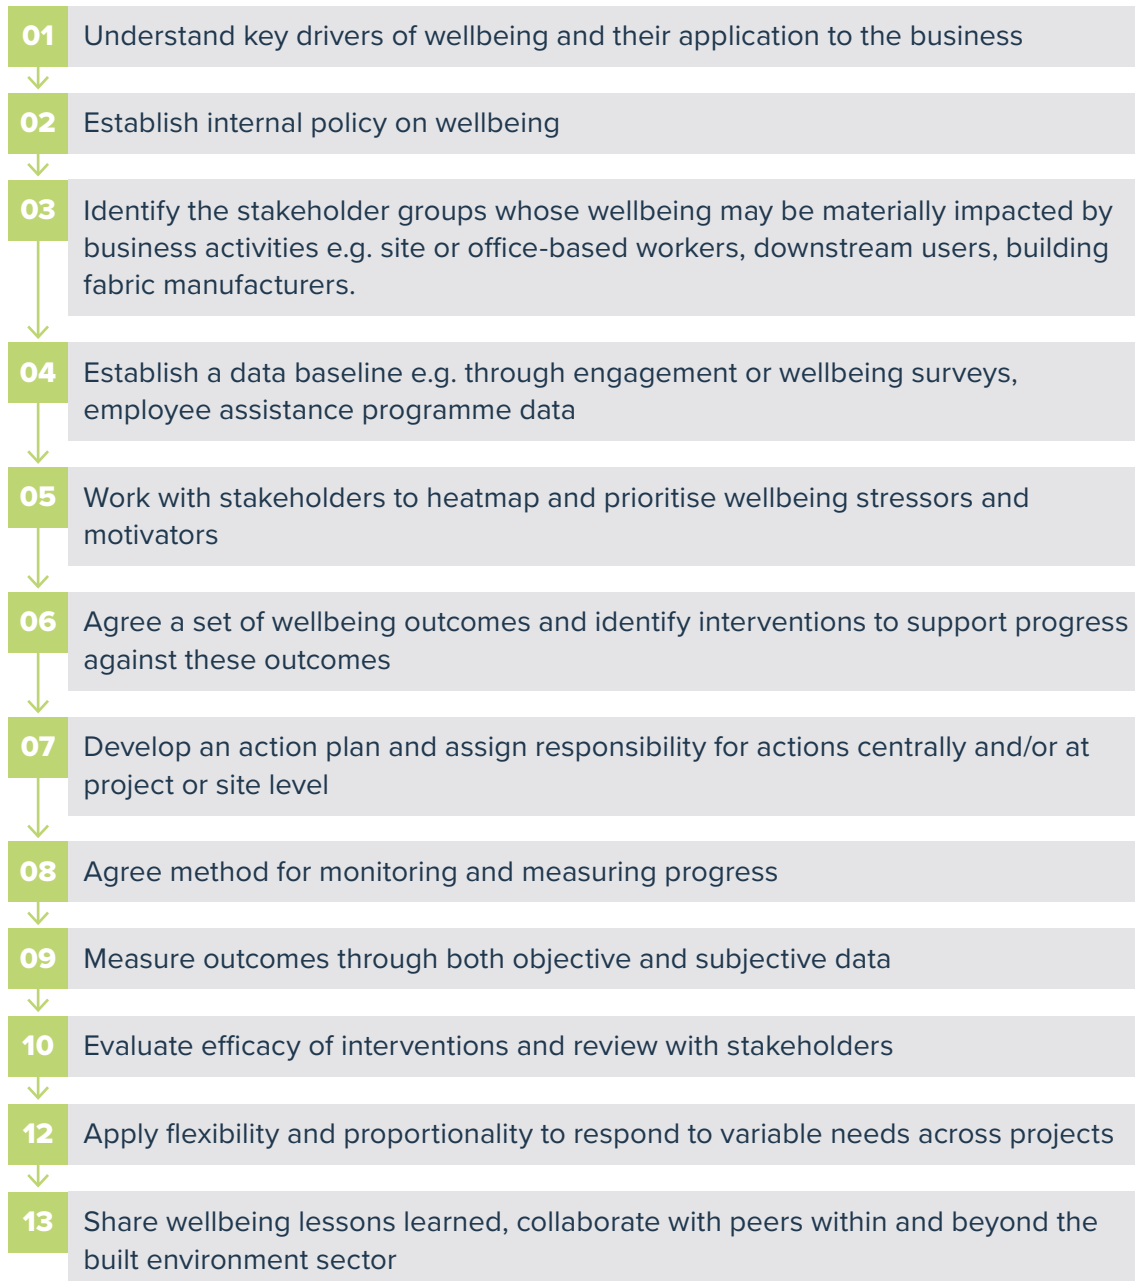 01 Understand key drivers of wellbeing and their application to the business
02 Establish internal policy on wellbeing
03 Identify the stakeholder groups whose wellbeing may be materially impacted by
business activities e.g. site or office-based workers, downstream users, building
fabric manufacturers.
04 Establish a data baseline e.g. through engagement or wellbeing surveys,
employee assistance programme data
05 Work with stakeholders to heatmap and prioritise wellbeing stressors and
motivators
06 Agree a set of wellbeing outcomes and identify interventions to support progress
against these outcomes
07 Develop an action plan and assign responsibility for actions centrally and/or at
project or site level
08 Agree method for monitoring and measuring progress
09 Measure outcomes through both objective and subjective data
10 Evaluate efficacy of interventions and review with stakeholders
12 Apply flexibility and proportionality to respond to variable needs across projects
13 Share wellbeing lessons learned, collaborate with peers within and beyond the
built environment sector